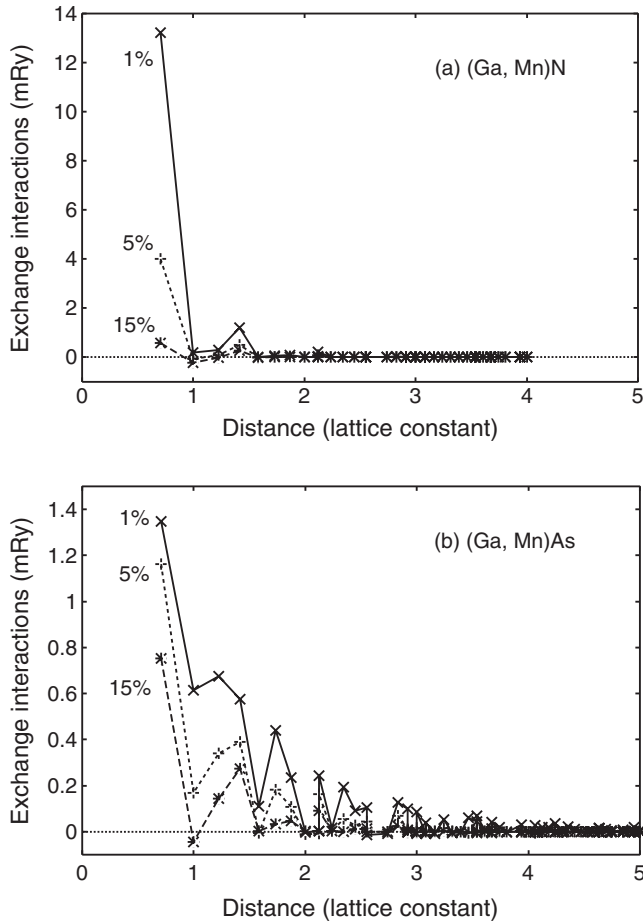 14
12
10
8
6
4
2
0
−2
0 1 2 3 4 5
Exchange interactions (mRy)
Distance (lattice constant)
1%
5%
15%
(a) (Ga, Mn)N
1.4
1.2
1
0.8
0.6
0.4
0.2
0
0 1 2 3 4 5
Exchange interactions (mRy)
Distance (lattice constant)
1%
5%
15%
(b) (Ga, Mn)As